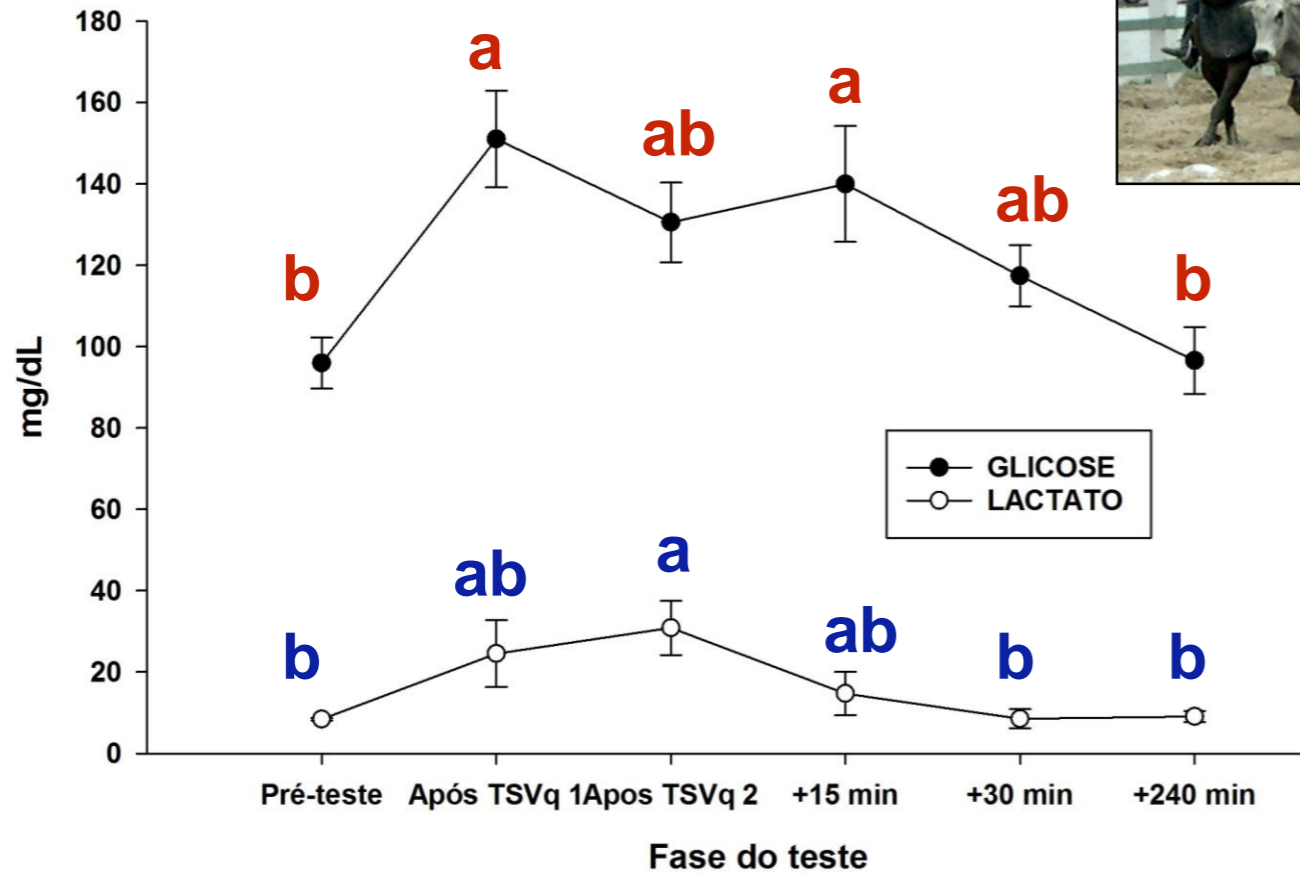 180
160
140
120
100
80
60
40
20
0
mg/dL
b
a
ab
a
ab
b
GLICOSE
LACTATO
b
ab
a
ab
b
b
Pré-teste Após TSVq 1Apos TSVq 2 +15 min +30 min +240 min
Fase do teste